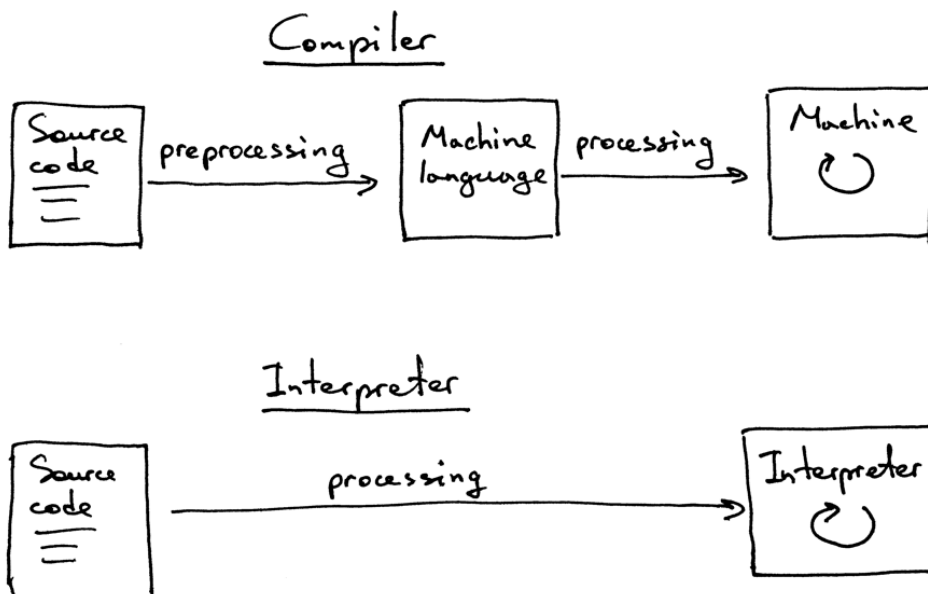 Compiler
Source
code
preprocessing
Machine
language
processing
Machine
Interpreter
Source
code
processing
Interpreter